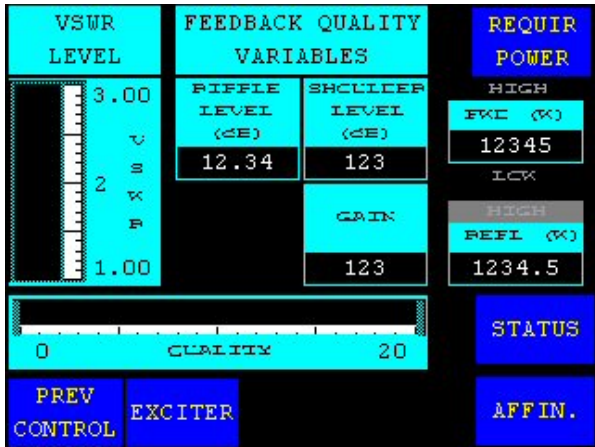 VSWR
LEVEL
FEEDBACK QUALITY
VARIABLES
REQUIR
POWER
3.00
2
1.00
V
S
W
R
RIPPLE
LEVEL
(dB)
12.34
SHOULDER
LEVEL
(dB)
123
GAIN
123
HIGH
FWD (W)
12345
LOW
HIGH
REFL (W)
1234.5
0
QUALITY
20
STATUS
PREV
CONTROL
EXCITER
AFFIN.